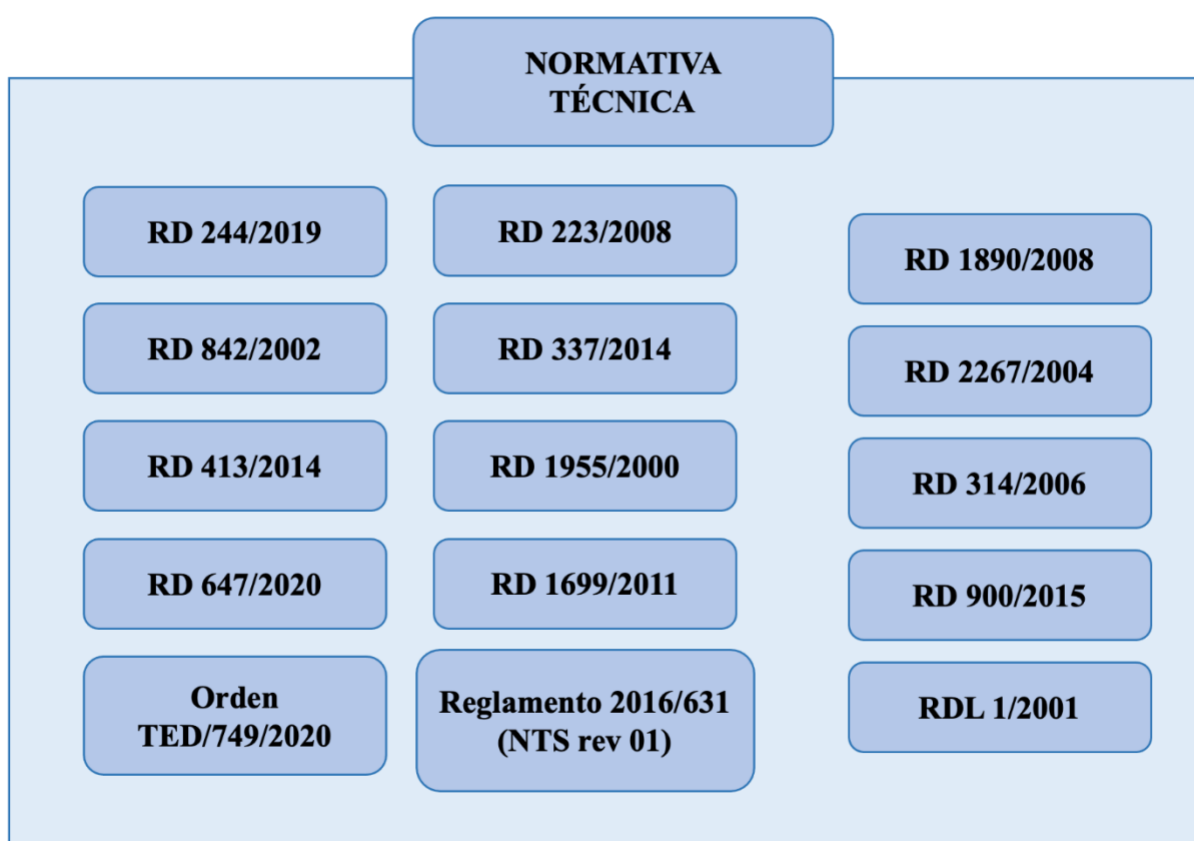 NORMATIVA
TÉCNICA
RD 244/2019
RD 842/2002
RD 413/2014
RD 647/2020
Orden
TED/749/2020
RD 223/2008
RD 337/2014
RD 1955/2000
RD 1699/2011
Reglamento 2016/631
(NTS rev 01)
RD 1890/2008
RD 2267/2004
RD 314/2006
RD 900/2015
RDL 1/2001